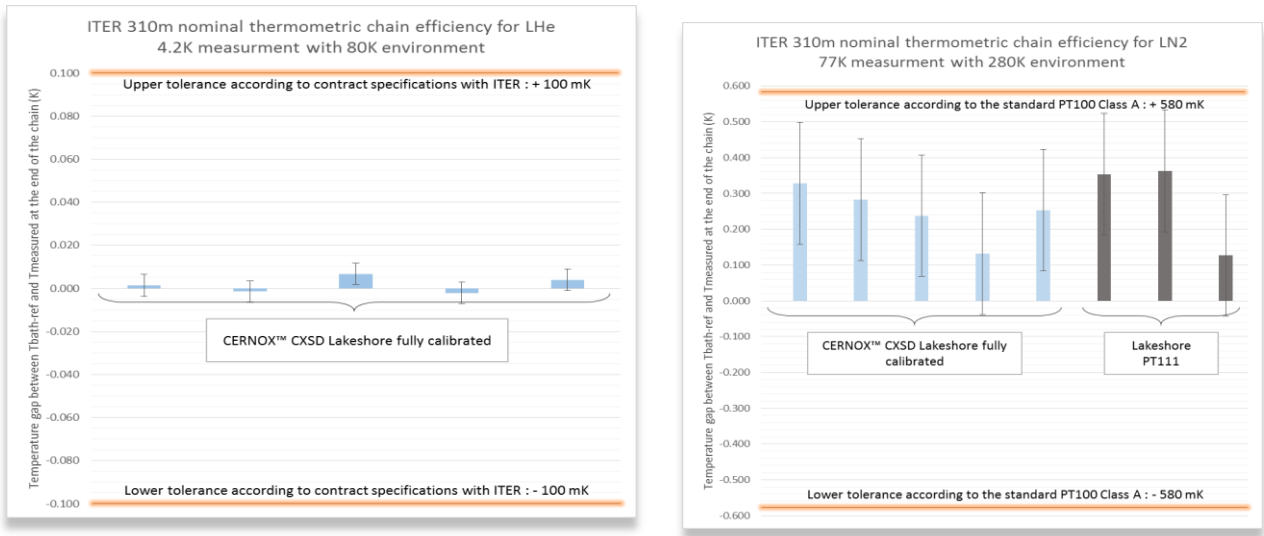 ITER 310m nominal thermometric chain efficiency for LHe
4.2K measurment with 80K environment
Temperature gap between Tbath-ref and Tmeasured at the end of the chain (K)
0.100
0.080
0.060
0.040
0.020
0.000
-0.020
-0.040
-0.060
-0.080
-0.100
Upper tolerance according to contract specifications with ITER : + 100 mK
CERNOX™ CXSD Lakeshore fully calibrated
Lower tolerance according to contract specifications with ITER : - 100 mK
ITER 310m nominal thermometric chain efficiency for LN2
77K measurment with 280K environment
Temperature gap between Tbath-ref and Tmeasured at the end of the chain (K)
0.600
0.500
0.400
0.300
0.200
0.100
0.000
-0.100
-0.200
-0.300
-0.400
-0.500
-0.600
Upper tolerance according to the standard PT100 Class A : + 580 mK
CERNOX™ CXSD Lakeshore fully
calibrated
Lakeshore
PT111
Lower tolerance according to the standard PT100 Class A : - 580 mK